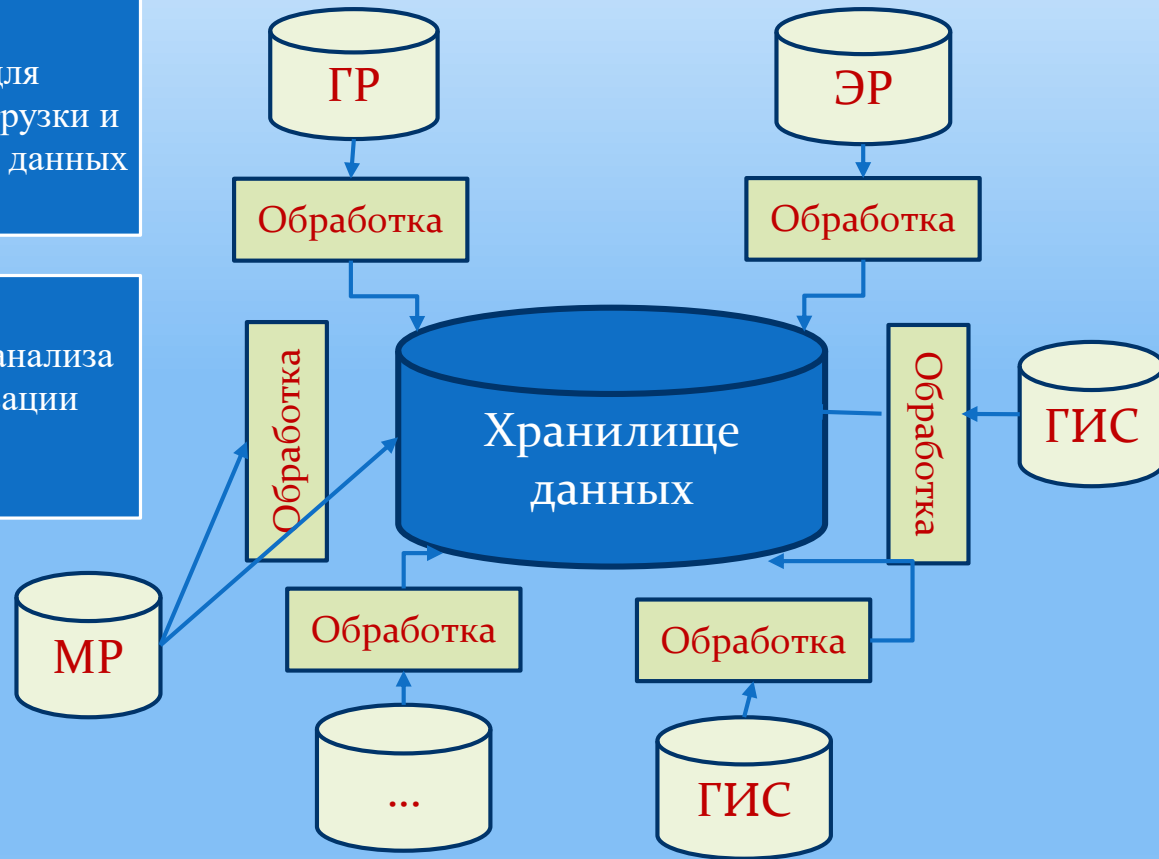 для
рузки и
данных
анализа
ации
ГР
ЭР
Обработка
Обработка
Обработка
Хранилище
данных
Обработка
ГИС
МР
Обработка
Обработка
...
ГИС